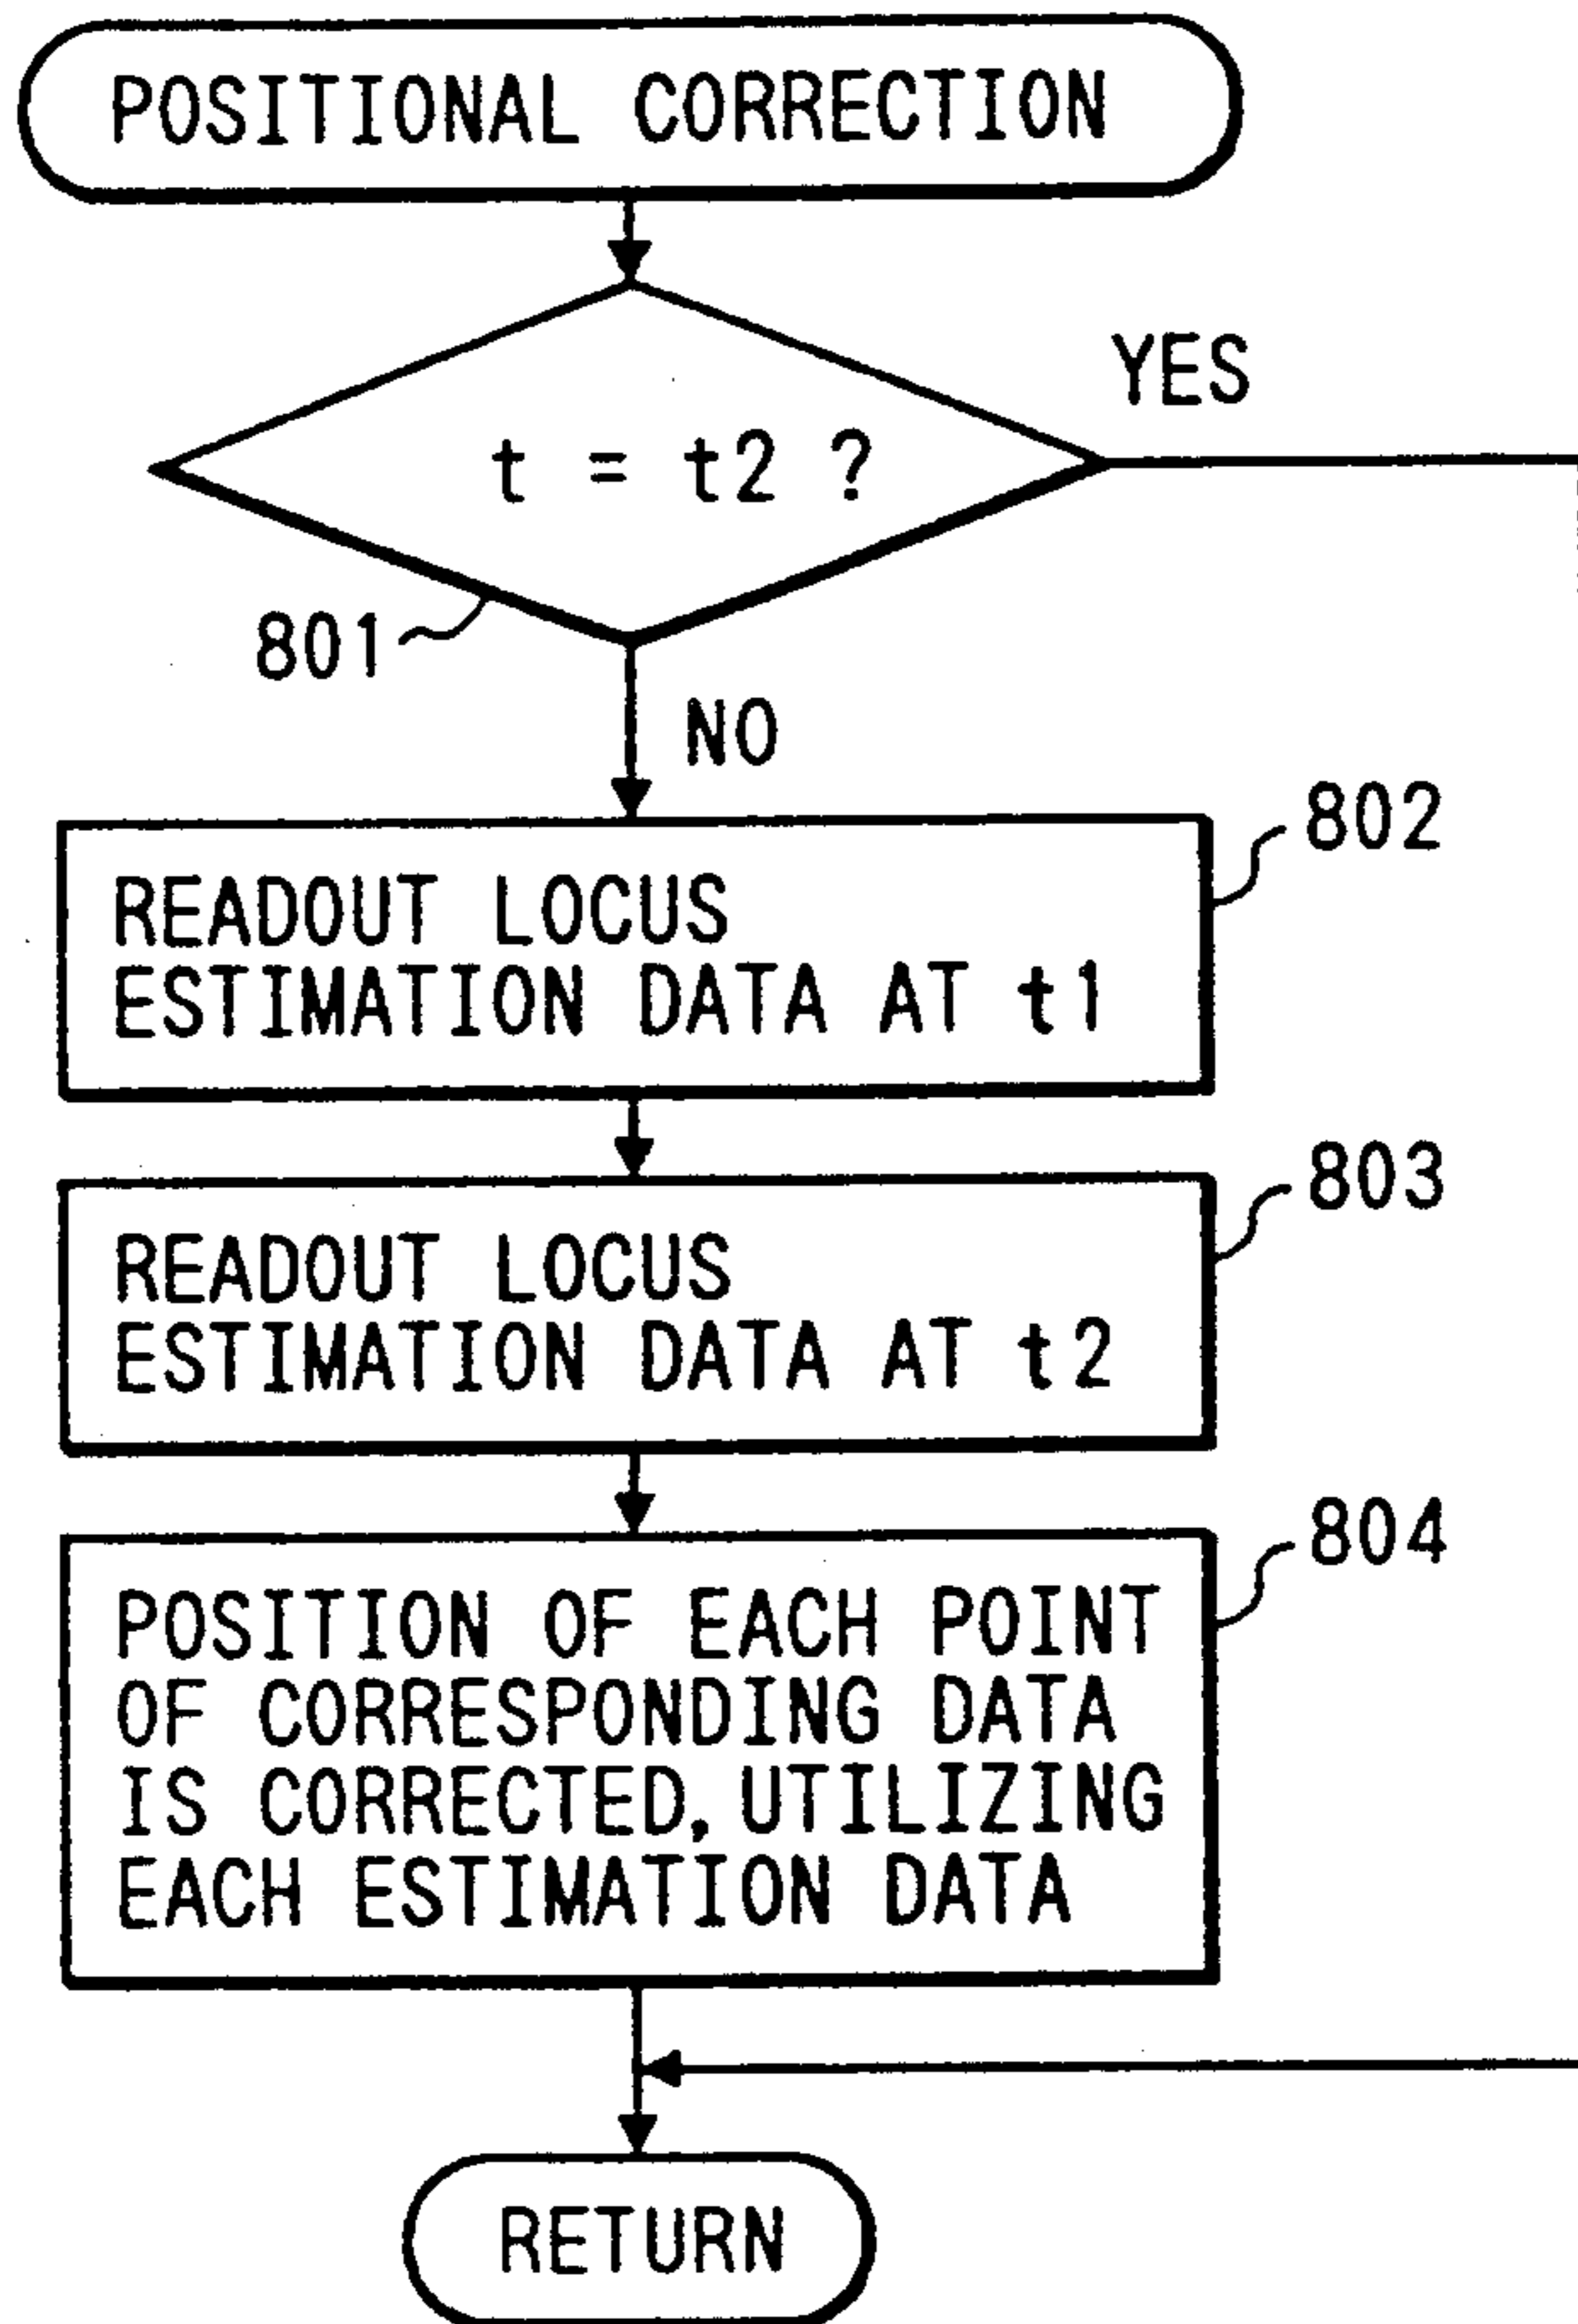 POSITIONAL CORRECTION
YES
t = t2 ?
801
NO
802
READOUT LOCUS
ESTIMATION DATA AT t1
803
READOUT LOCUS
ESTIMATION DATA AT t2
804
POSITION OF EACH POINT
OF CORRESPONDING DATA
IS CORRECTED, UTILIZING
EACH ESTIMATION DATA
RETURN